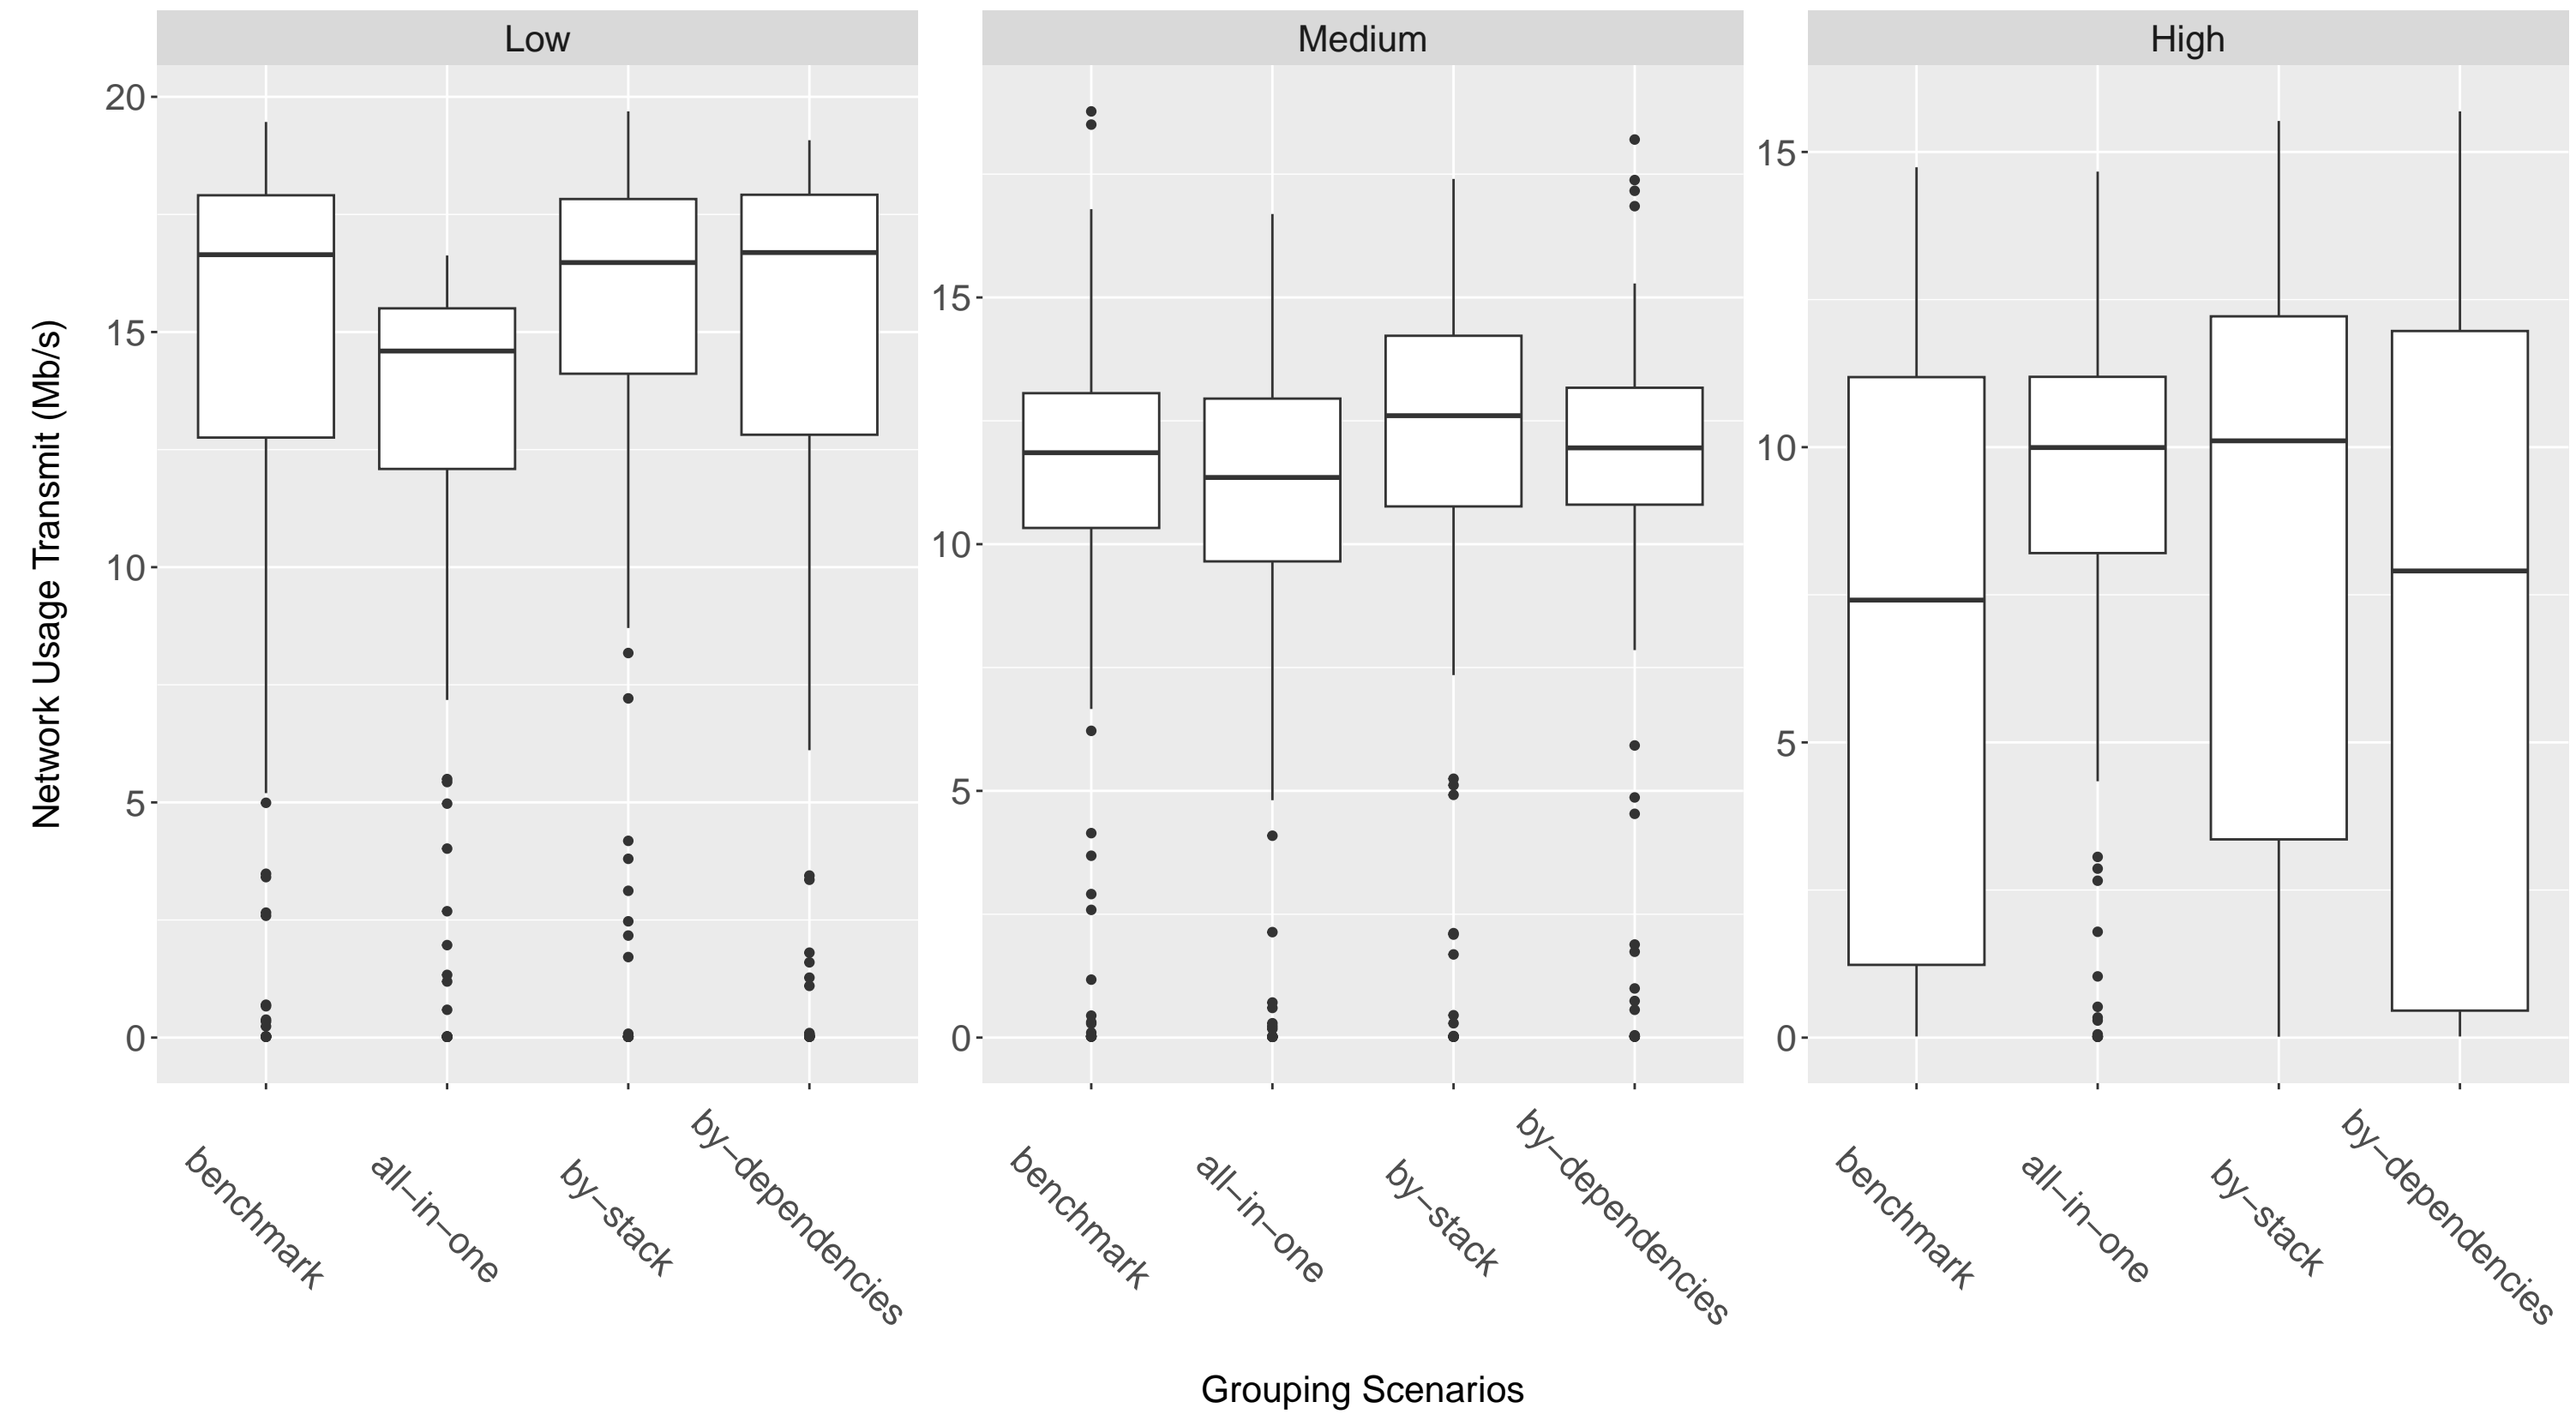 Low
Medium
High
Network Usage Transmit (Mb/s)
20
15
10
5
0
15
10
5
0
15
10
5
0
benchmark
all−in−one
by−stack
by−dependencies
benchmark
all−in−one
by−stack
by−dependencies
benchmark
all−in−one
by−stack
by−dependencies
Grouping Scenarios